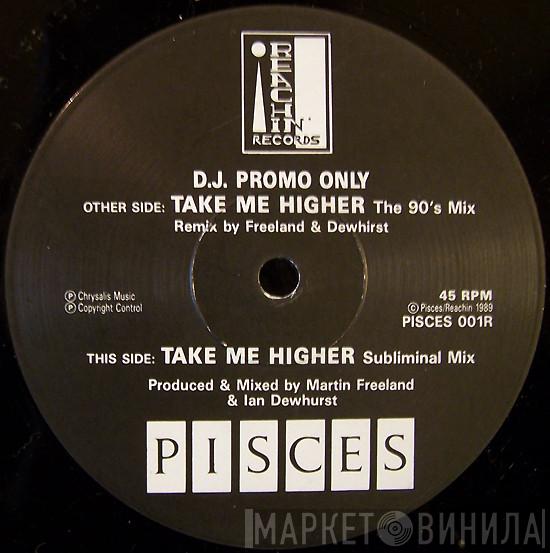 REACHIN'
RECORDS
D.J. PROMO ONLY
OTHER SIDE: TAKE ME HIGHER The 90's Mix
Remix by Freeland & Dewhirst
Ⓟ Chrysalis Music
Ⓟ Copyright Control
45 RPM
© Pisces/Reachin 1989
PISCES 001R
THIS SIDE: TAKE ME HIGHER Subliminal Mix
Produced & Mixed by Martin Freeland
& Ian Dewhurst
PISCES
МАРКЕТ ВИНИЛА